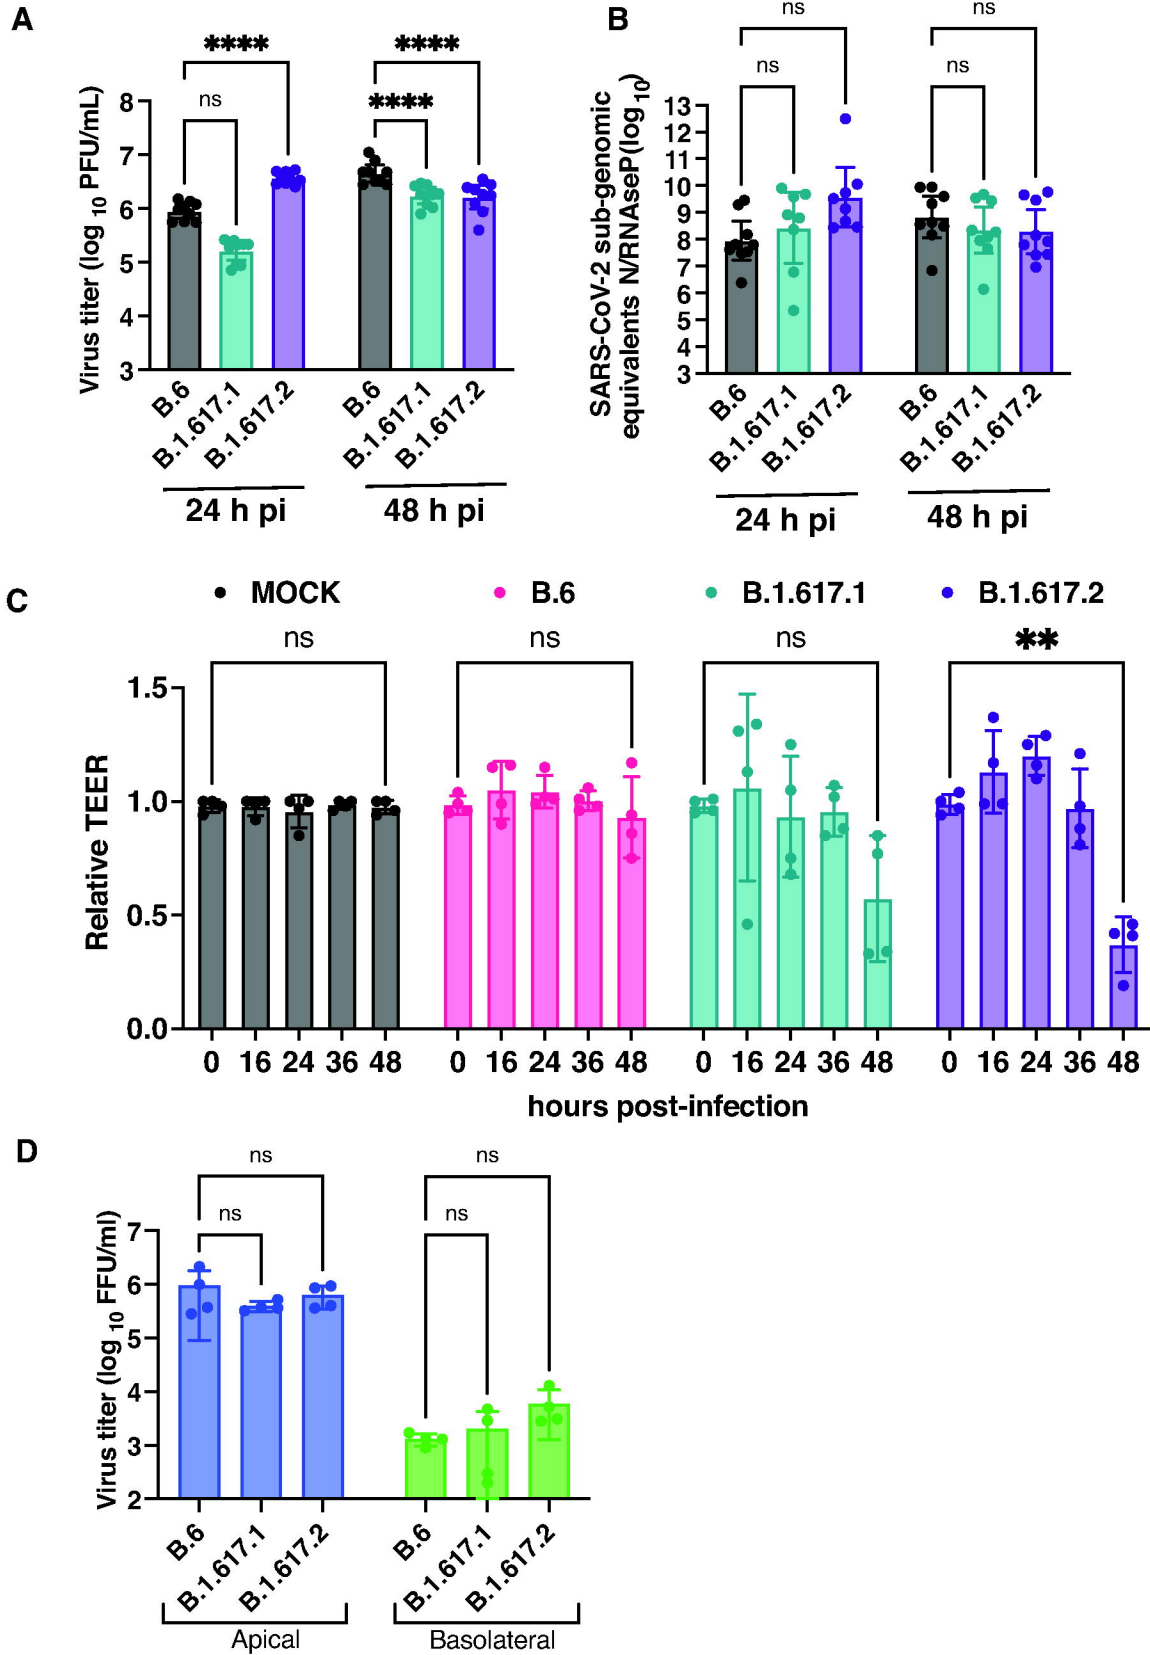 A
B
**** ****
ns
****
Virus titer (log 10 PFU/mL)
8
7
6
5
4
3
B.6
B.1.617.1
B.1.617.2
B.6
B.1.617.1
B.1.617.2
24 h pi
48 h pi
ns ns
ns ns
SARS-CoV-2 sub-genomic
equivalents N/RNAseP(log 10)
13
12
11
10
9
8
7
6
5
4
3
B.6
B.1.617.1
B.1.617.2
B.6
B.1.617.1
B.1.617.2
24 h pi
48 h pi
C
MOCK B.6 B.1.617.1 B.1.617.2
ns ns ns **
Relative TEER
1.5
1.0
0.5
0.0
0 16 24 36 48 0 16 24 36 48 0 16 24 36 48 0 16 24 36 48
hours post-infection
D
ns ns
ns ns
Virus titer (log 10 FFU/ml)
7
6
5
4
3
2
B.6
B.1.617.1
B.1.617.2
B.6
B.1.617.1
B.1.617.2
Apical
Basolateral